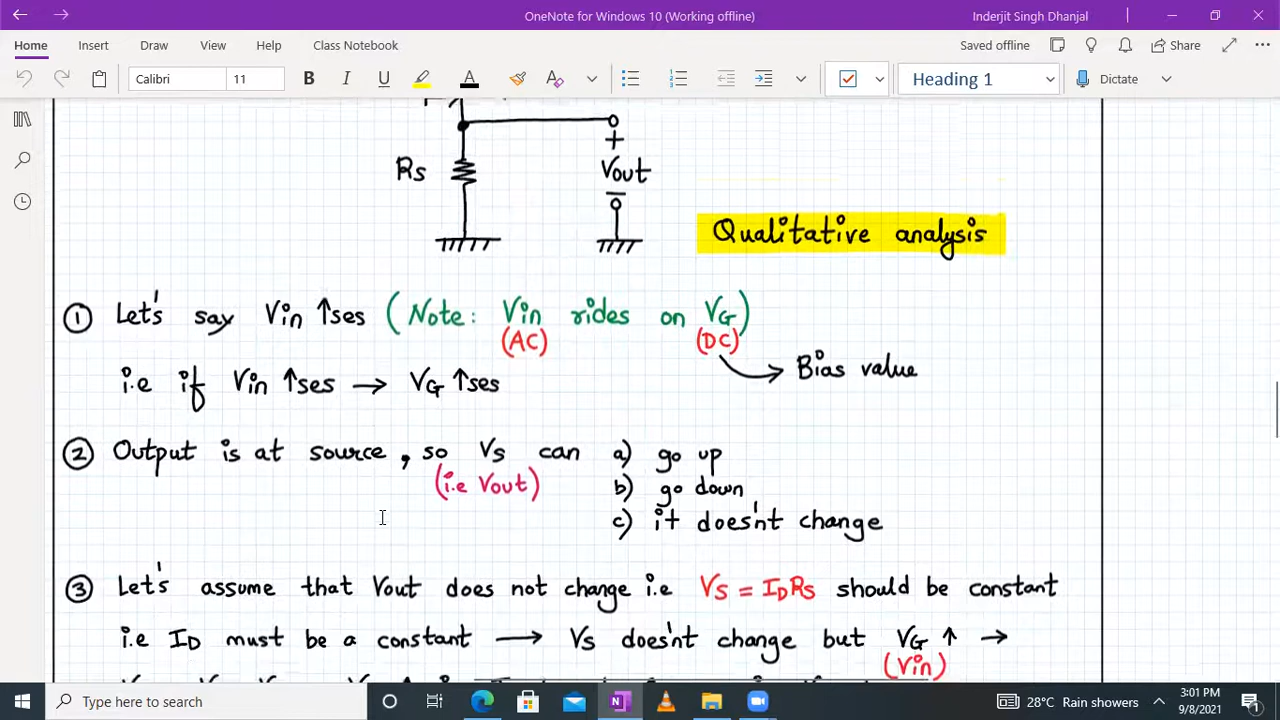 OneNote for Windows 10 (Working offline)
Inderjit Singh Dhanjal
Home Insert Draw View Help Class Notebook
Saved offline
Share
Calibri 11 B I U A
Heading 1
Dictate
Rs
+
Vout
–
Qualitative analysis
① Let's say Vin ↑ses (Note: Vin rides on VG)
(AC) (DC)
Bias value
i.e if Vin ↑ses → VG ↑ses
② Output is at source, so Vs can a) go up
(i.e Vout) b) go down
c) it does'nt change
③ Let's assume that Vout does not change i.e Vs = IDRs should be constant
i.e ID must be a constant → Vs does'nt change but VG ↑ →
(Vin)
Type here to search
28°C Rain showers
3:01 PM
9/8/2021